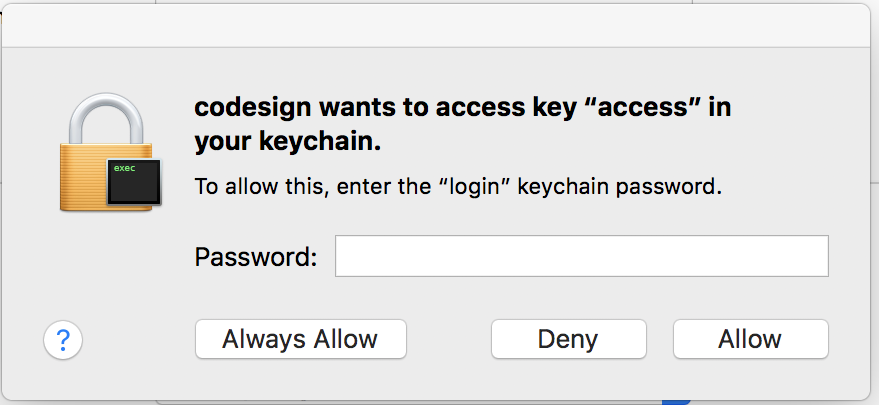 codesign wants to access key “access” in
your keychain.
exec
To allow this, enter the “login” keychain password.
Password:
?
Always Allow
Deny
Allow